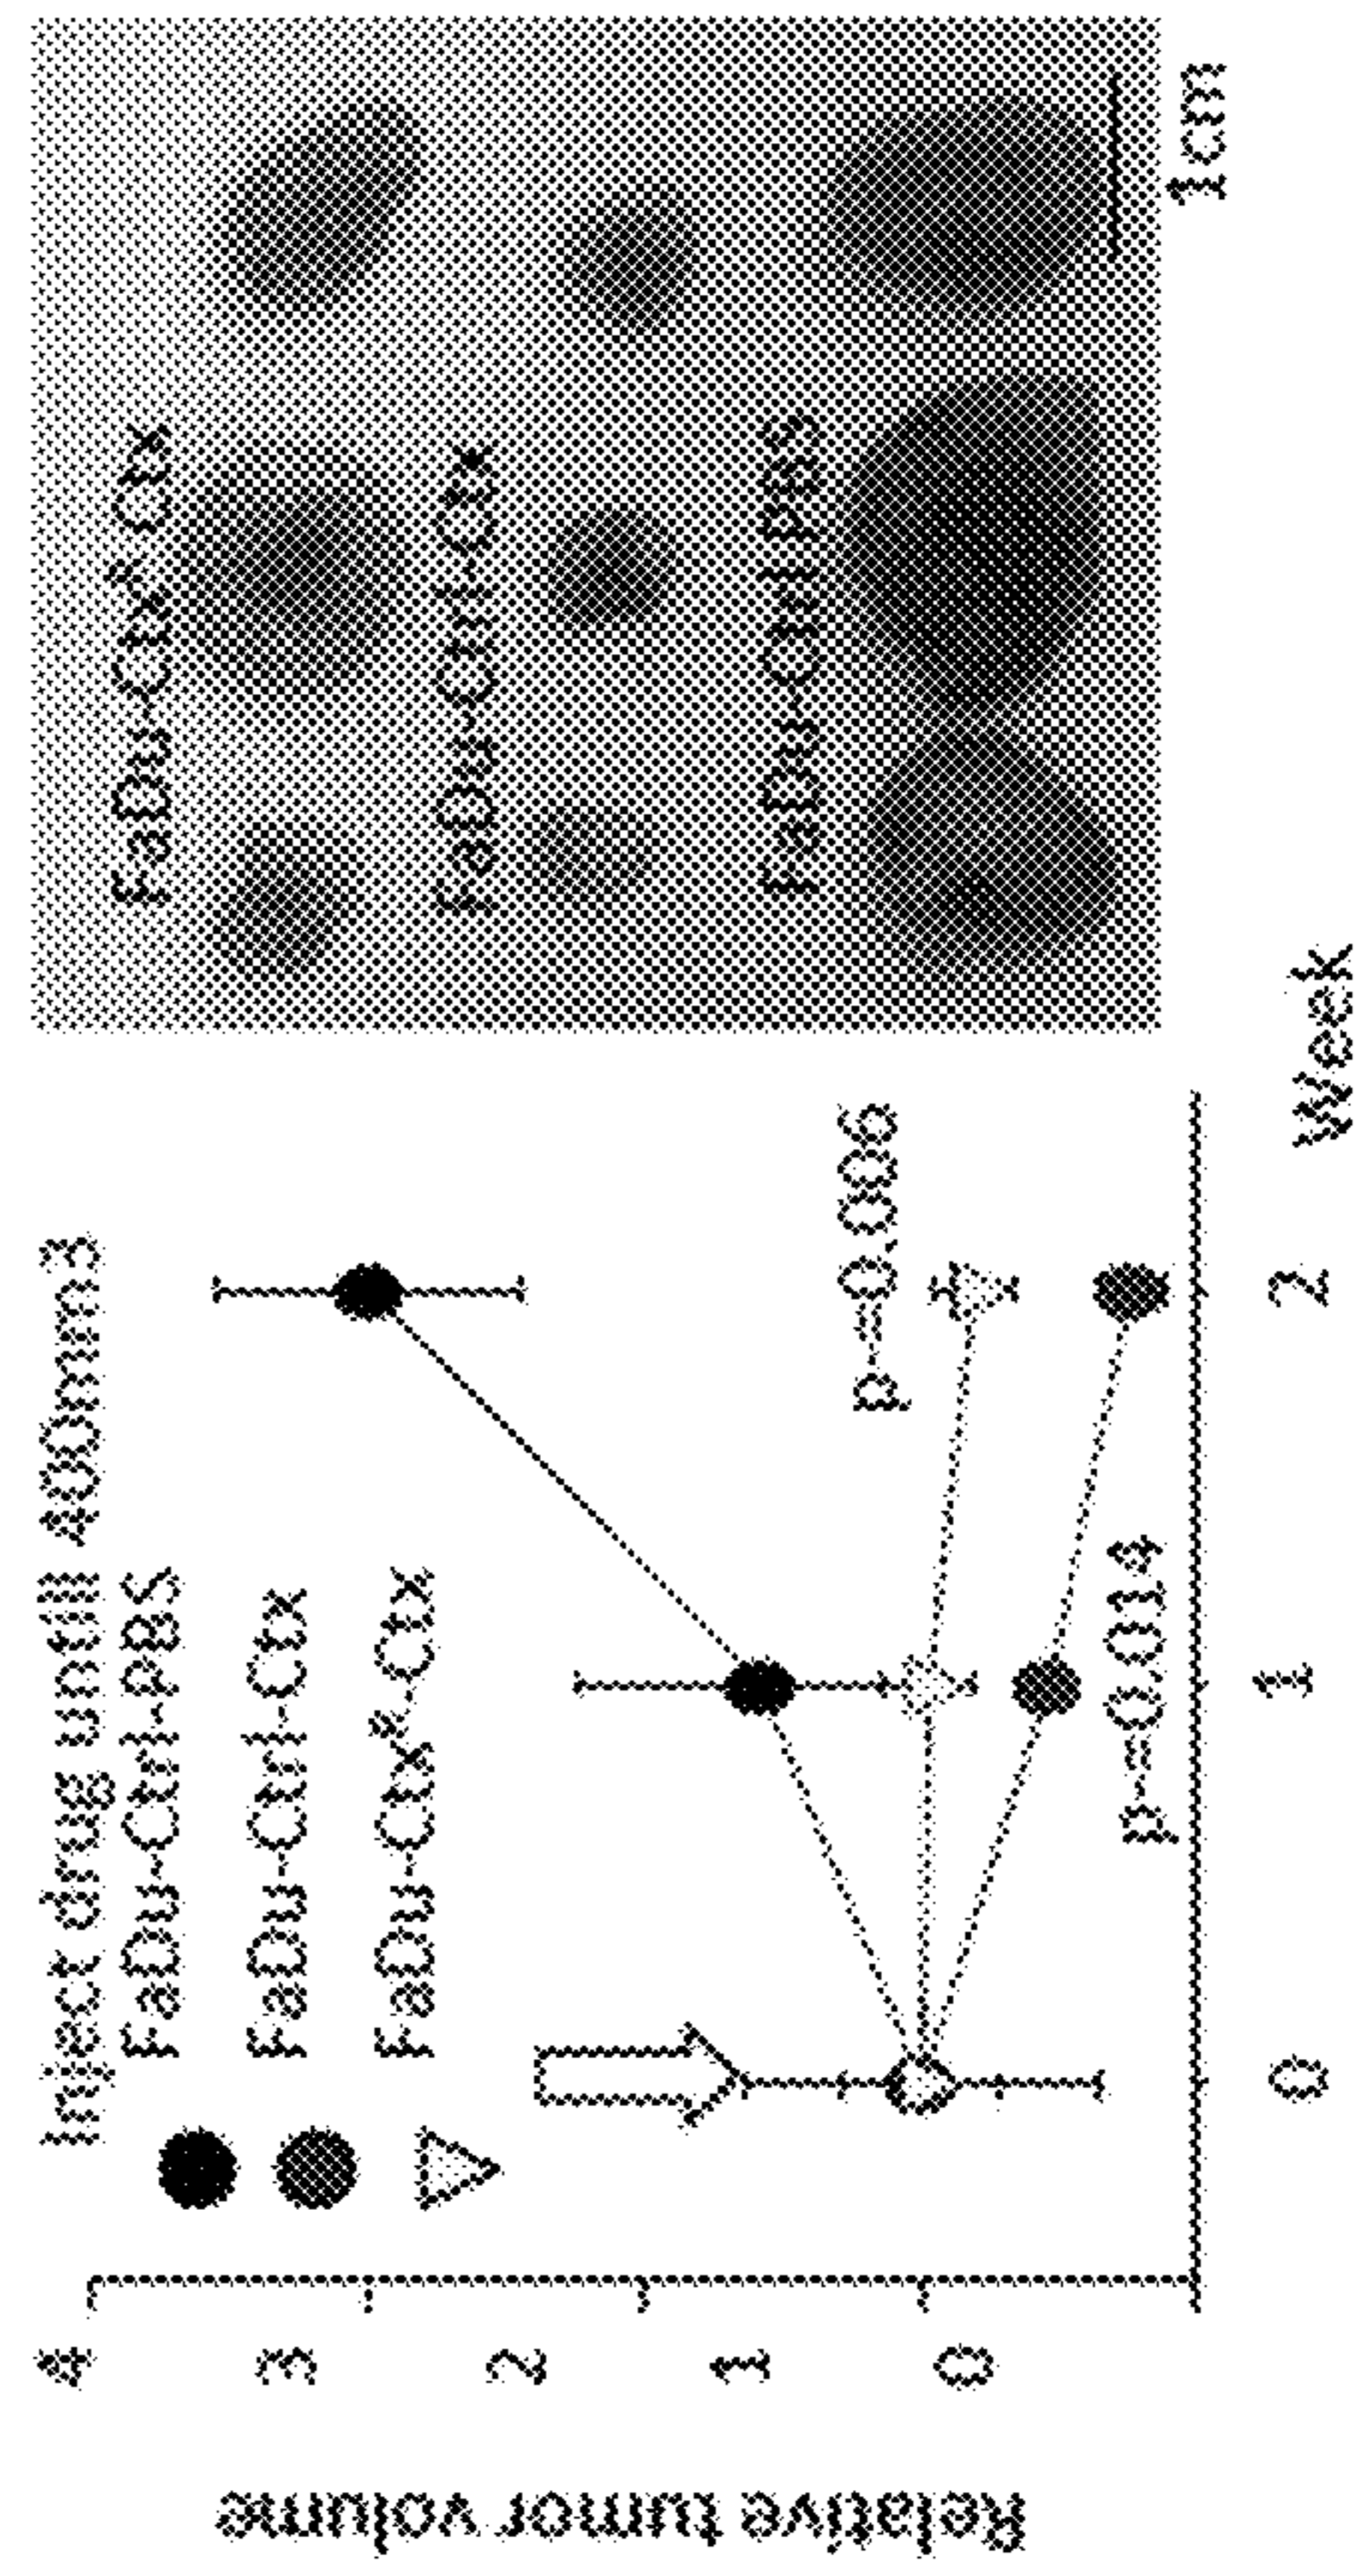 Inject drug untill 400mm3
FaDu-Ctrl-PBS
FaDu-Ctrl-Ctx
FaDu-Ctxᴿ-Ctx
Relative tumor volume
4
3
2
1
0
p=0.006
p=0.014
0
1
2
Week
FaDu-Ctxᴿ Ctx
FaDu-Ctrl-Ctx
FaDu-Ctrl PBS
1cm